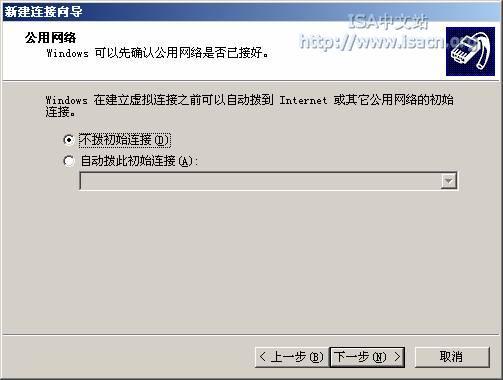 新建连接向导
ISA中文站
http://www.isacn.org
公用网络
Windows 可以先确认公用网络是否已接好。
Windows 在建立虚拟连接之前可以自动拨到 Internet 或其它公用网络的初始
连接。
不拨初始连接(D)
自动拨此初始连接(A):
< 上一步(B) 下一步(N) > 取消